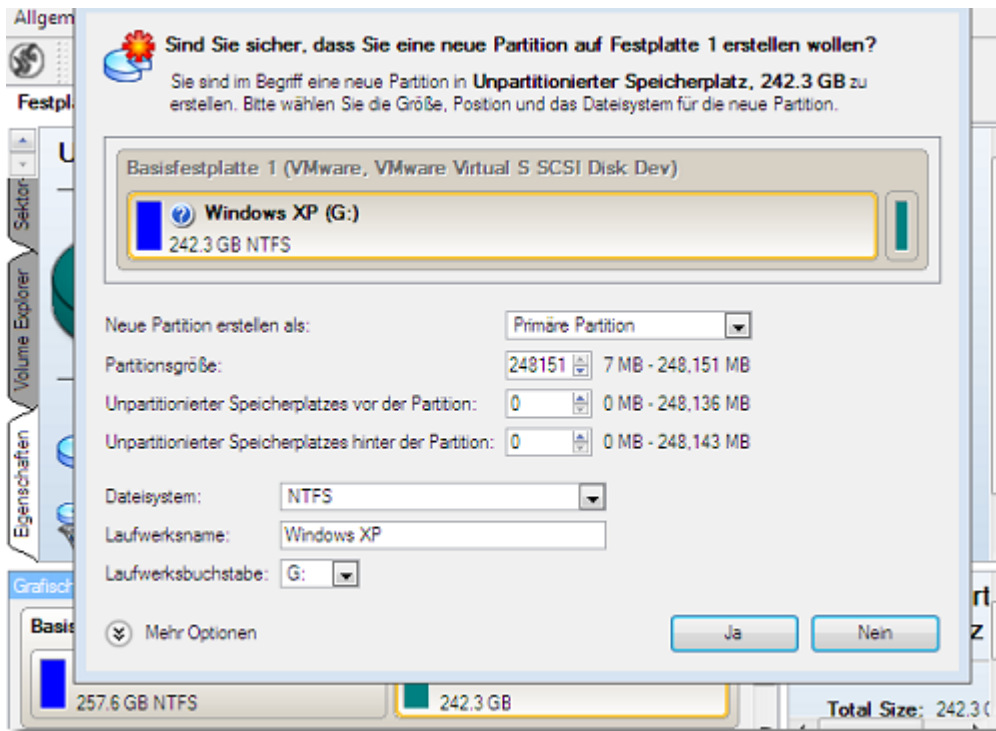 Allgem
Sind Sie sicher, dass Sie eine neue Partition auf Festplatte 1 erstellen wollen?
Sie sind im Begriff eine neue Partition in Unpartitionierter Speicherplatz, 242.3 GB zu
erstellen. Bitte wählen Sie die Größe, Position und das Dateisystem für die neue Partition.
Festpl
U
Basisfestplatte 1 (VMware, VMware Virtual S SCSI Disk Dev)
Windows XP (G:)
242.3 GB NTFS
Sektor
Volume Explorer
Eigenschaften
Neue Partition erstellen als: Primäre Partition
Partitionsgröße: 248151 7 MB - 248,151 MB
Unpartitionierter Speicherplatzes vor der Partition: 0 0 MB - 248,136 MB
Unpartitionierter Speicherplatzes hinter der Partition: 0 0 MB - 248,143 MB
Dateisystem: NTFS
Laufwerksname: Windows XP
Laufwerksbuchstabe: G:
Mehr Optionen Ja Nein
Grafisch
Basis
257.6 GB NTFS
242.3 GB
rt
z
Total Size: 242.3